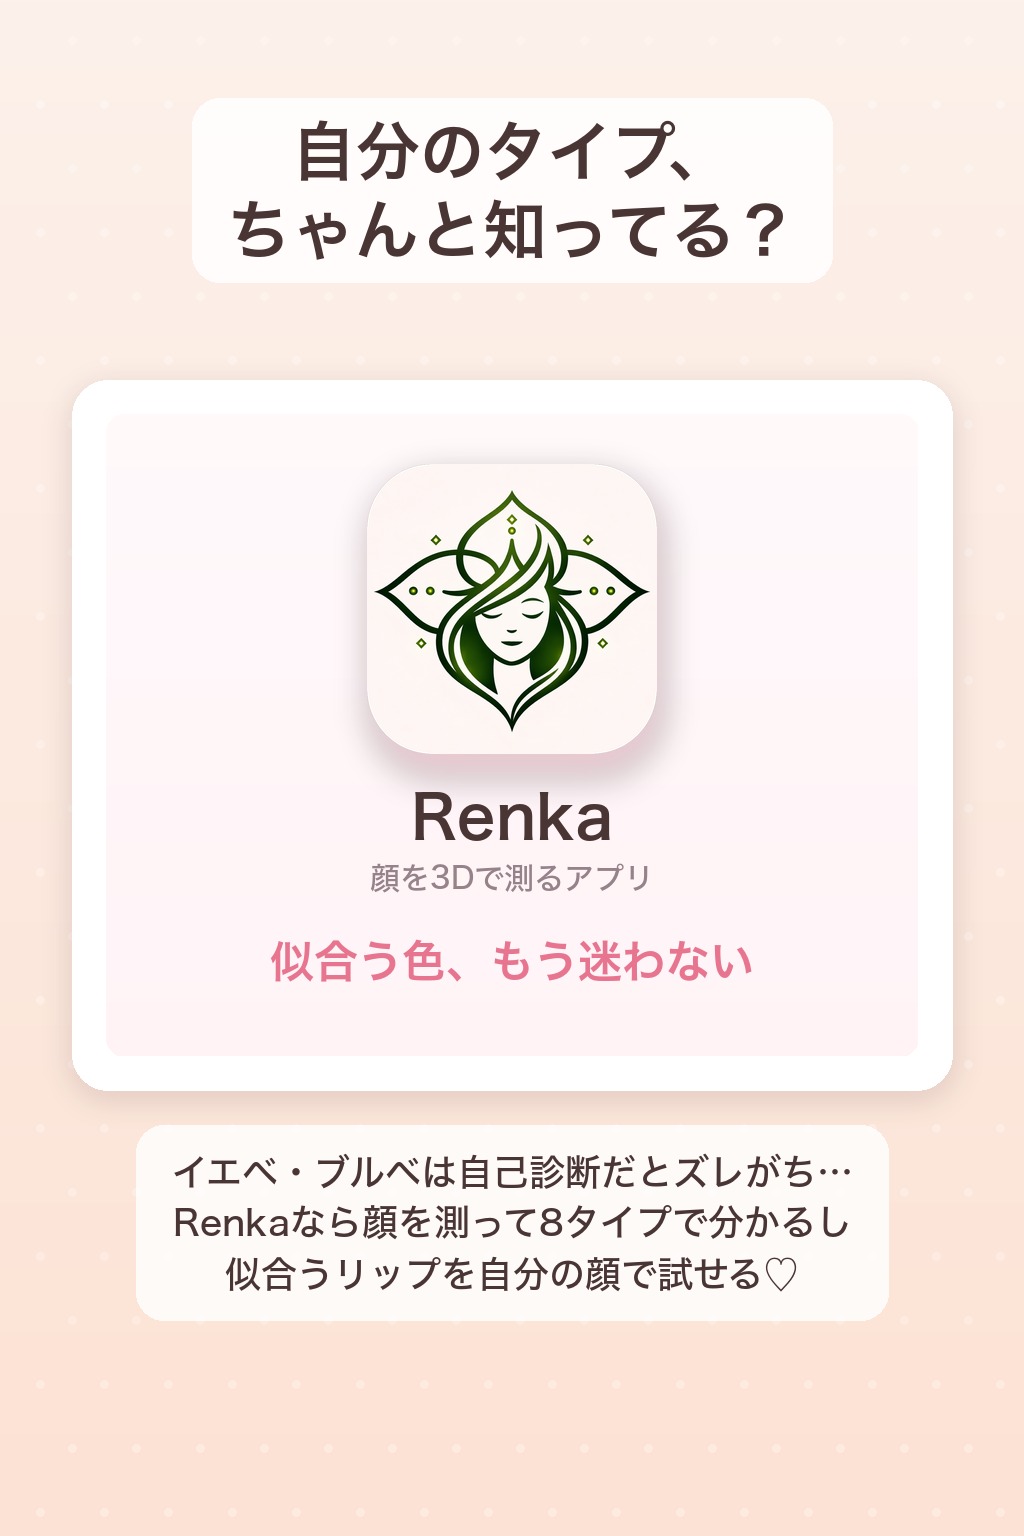 自分のタイプ、
ちゃんと知ってる？
Renka
顔を3Dで測るアプリ
似合う色、もう迷わない
イエベ・ブルべは自己診断だとズレがち…
Renkaなら顔を測って8タイプで分かるし
似合うリップを自分の顔で試せる♡